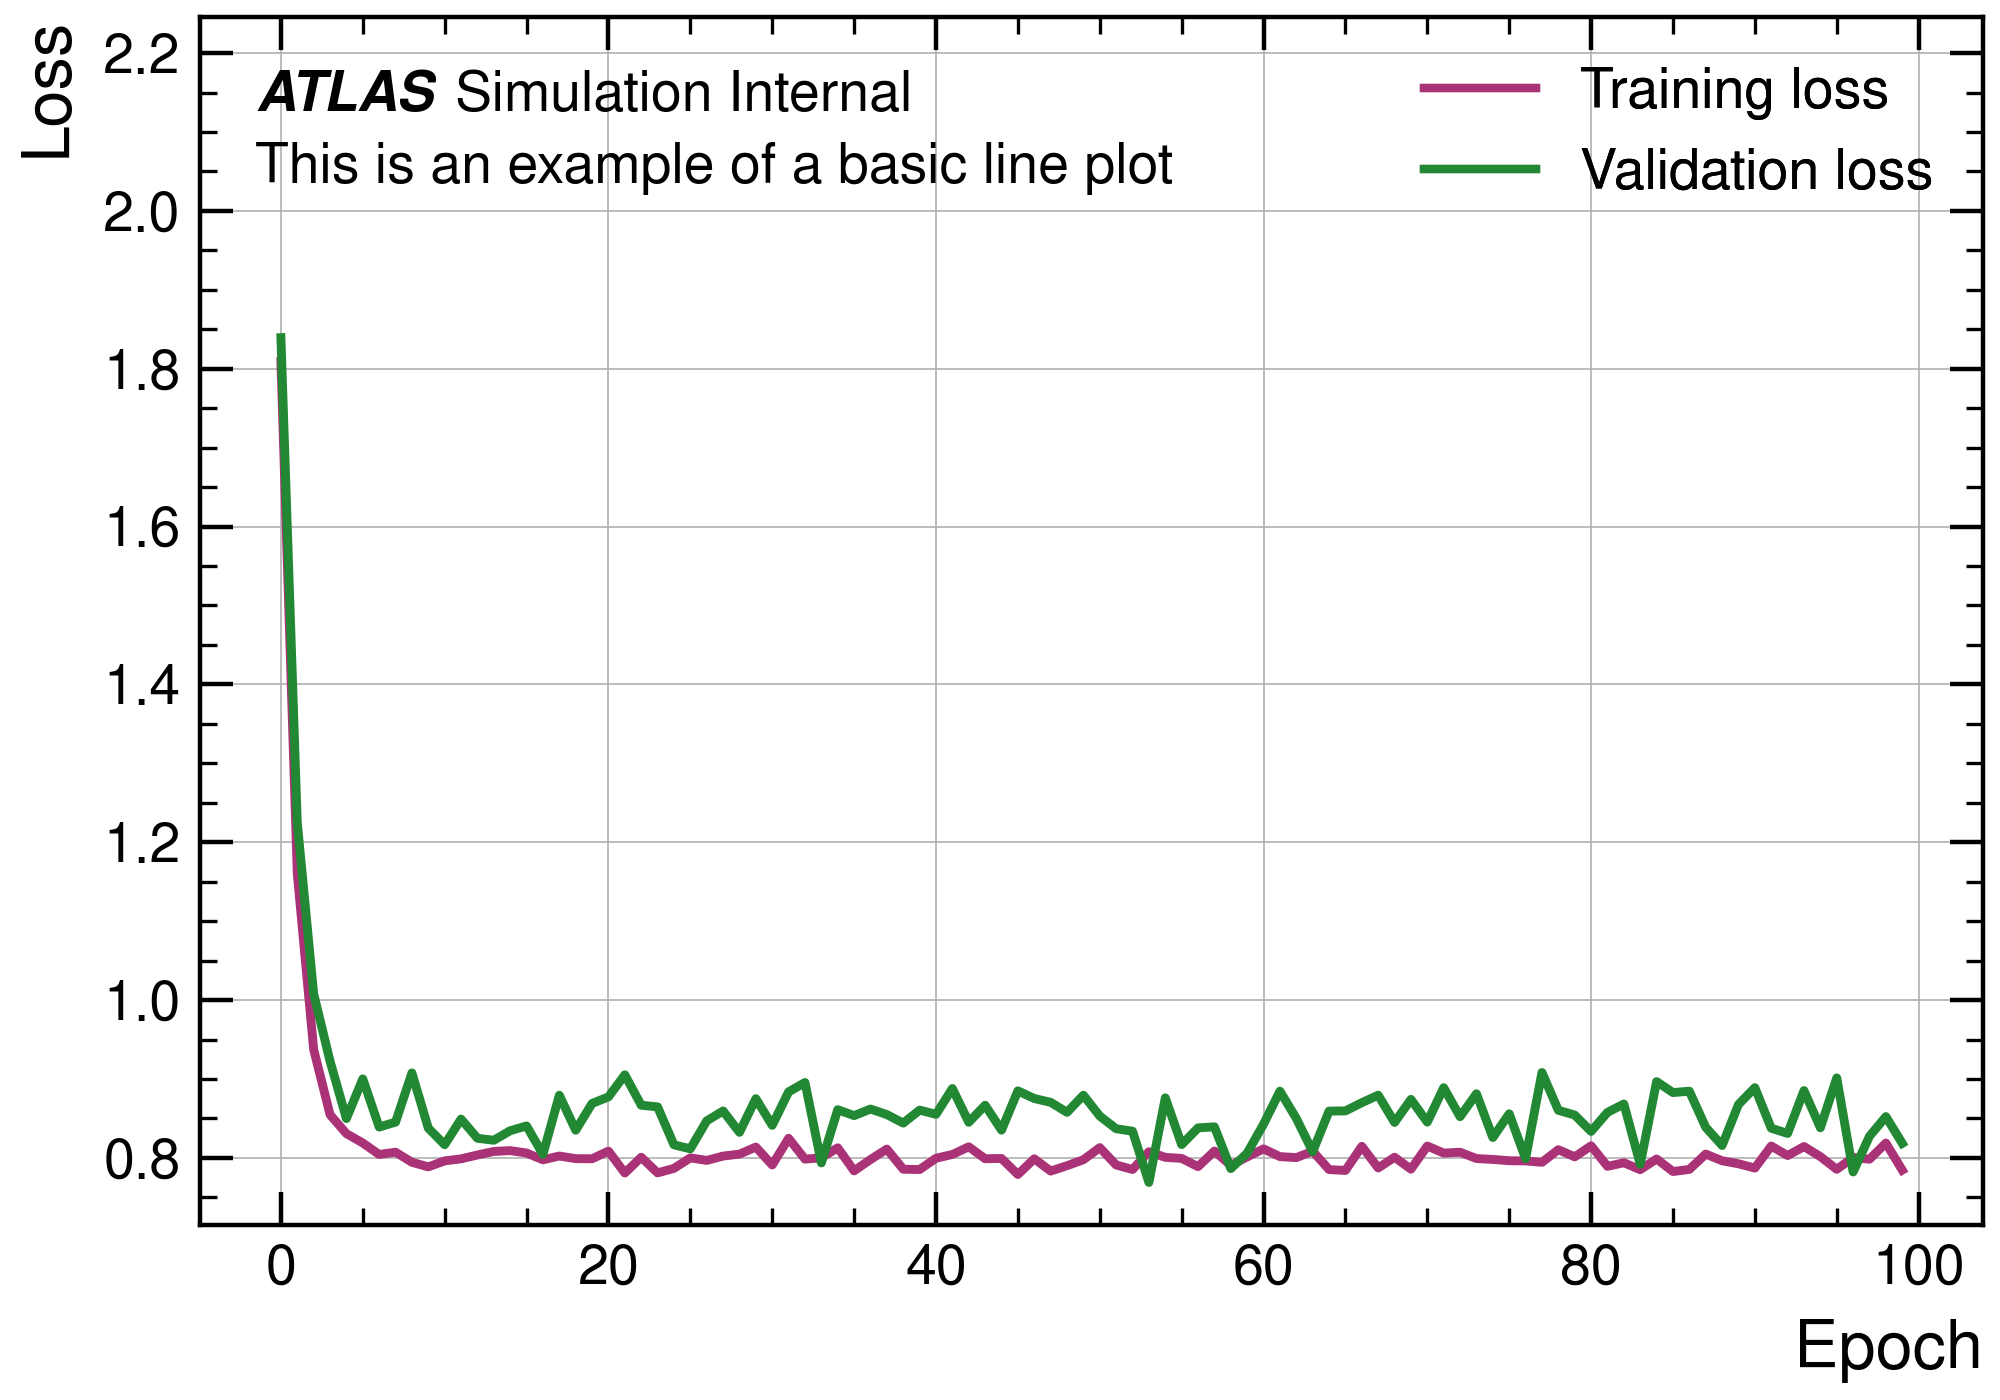 Loss
2.2
2.0
1.8
1.6
1.4
1.2
1.0
0.8
ATLAS Simulation Internal
This is an example of a basic line plot
Training loss
Validation loss
0 20 40 60 80 100
Epoch